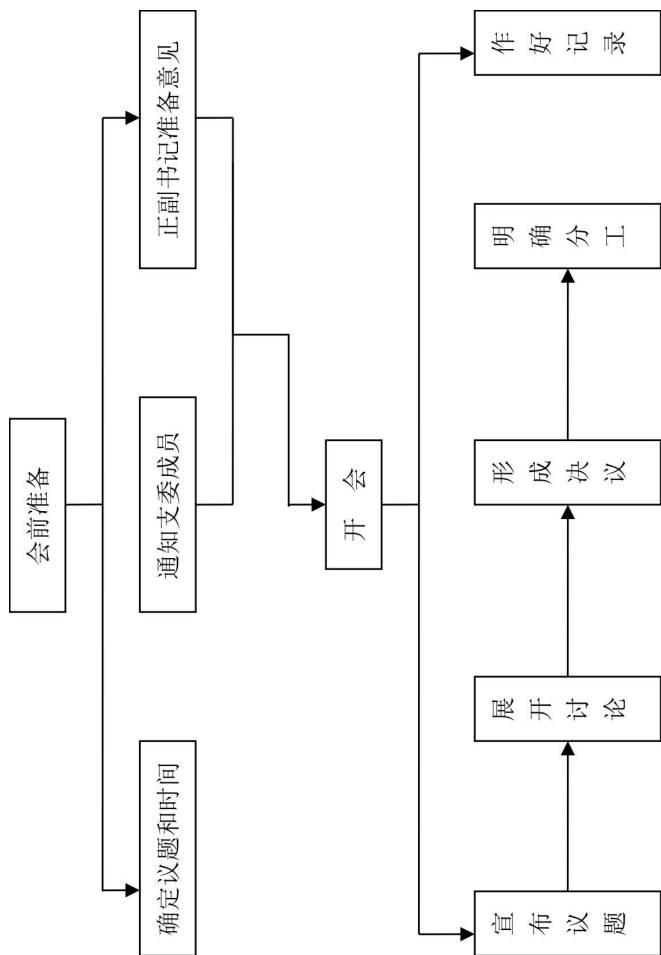 会前准备
确定议题和时间
通知支委成员
正副书记准备意见
开会
宣布议题
展开讨论
形成决议
明确分工
作好记录